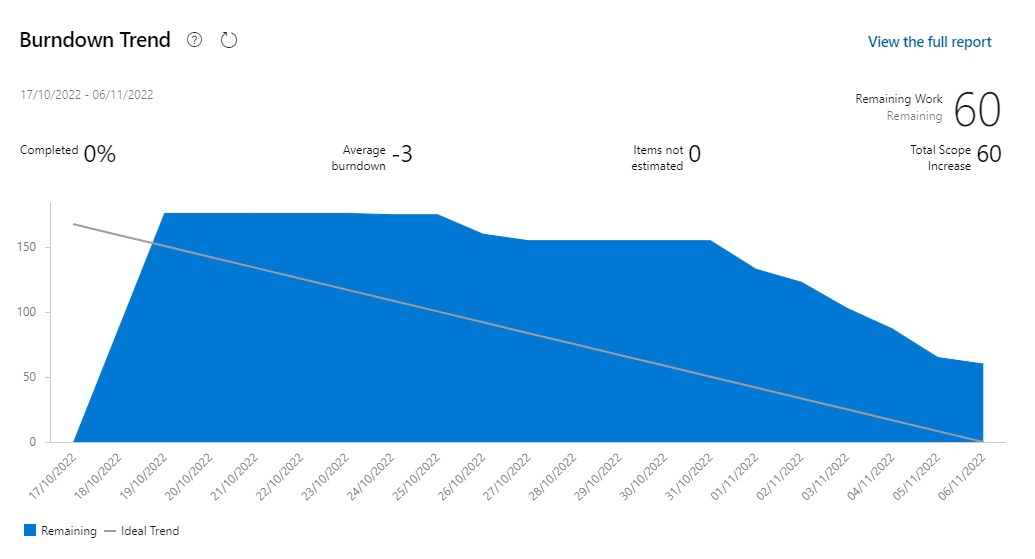 Burndown Trend
View the full report
17/10/2022 - 06/11/2022
Remaining Work
Remaining
60
Completed 0%
Average
burndown
-3
Items not
estimated
0
Total Scope
Increase
60
150
100
50
0
17/10/2022
18/10/2022
19/10/2022
20/10/2022
21/10/2022
22/10/2022
23/10/2022
24/10/2022
25/10/2022
26/10/2022
27/10/2022
28/10/2022
29/10/2022
30/10/2022
31/10/2022
01/11/2022
02/11/2022
03/11/2022
04/11/2022
05/11/2022
06/11/2022
Remaining
Ideal Trend